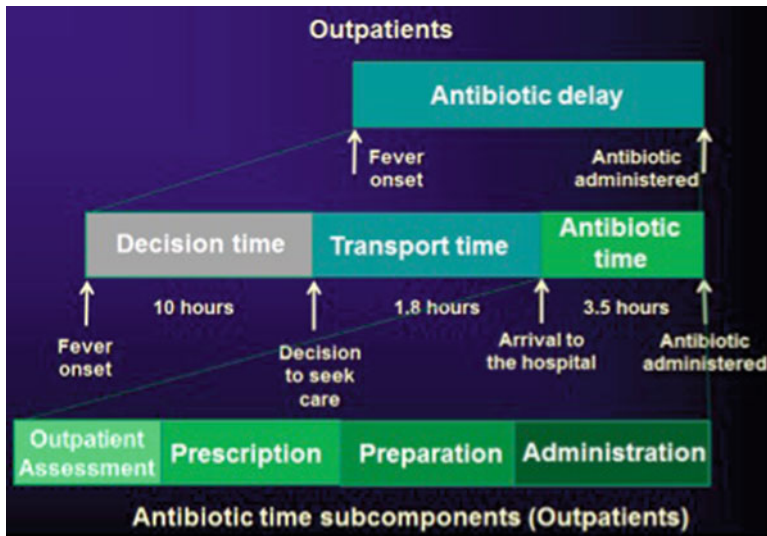 Outpatients
Antibiotic delay
Fever
onset
Antibiotic
administered
Decision time
Transport time
Antibiotic
time
10 hours
1.8 hours
3.5 hours
Fever
onset
Decision
to seek
care
Arrival to
the hospital
Antibiotic
administered
Outpatient
Assessment
Prescription
Preparation
Administration
Antibiotic time subcomponents (Outpatients)